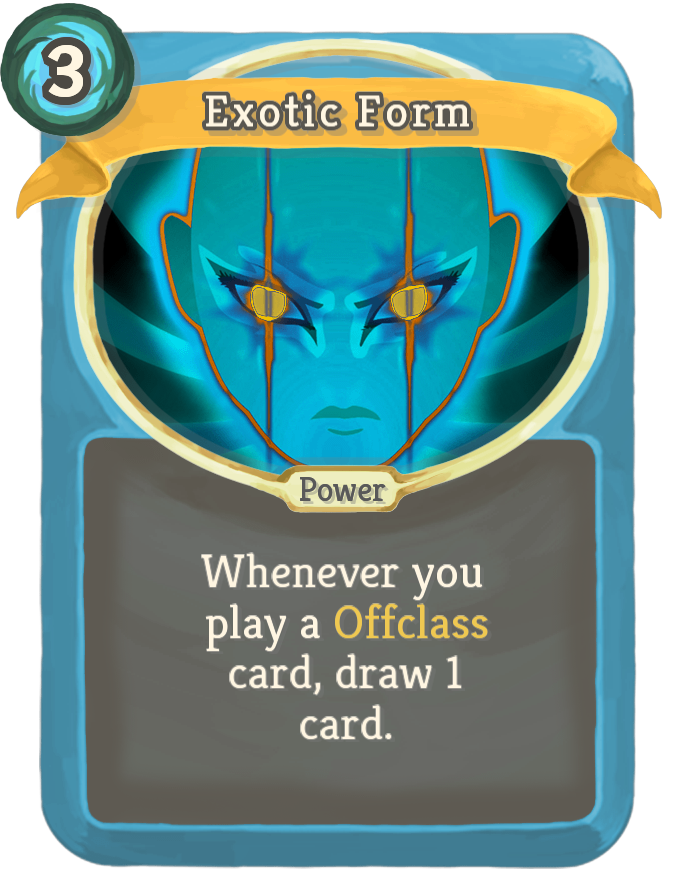 3
Exotic Form
Power
Whenever you
play a Offclass
card, draw 1
card.